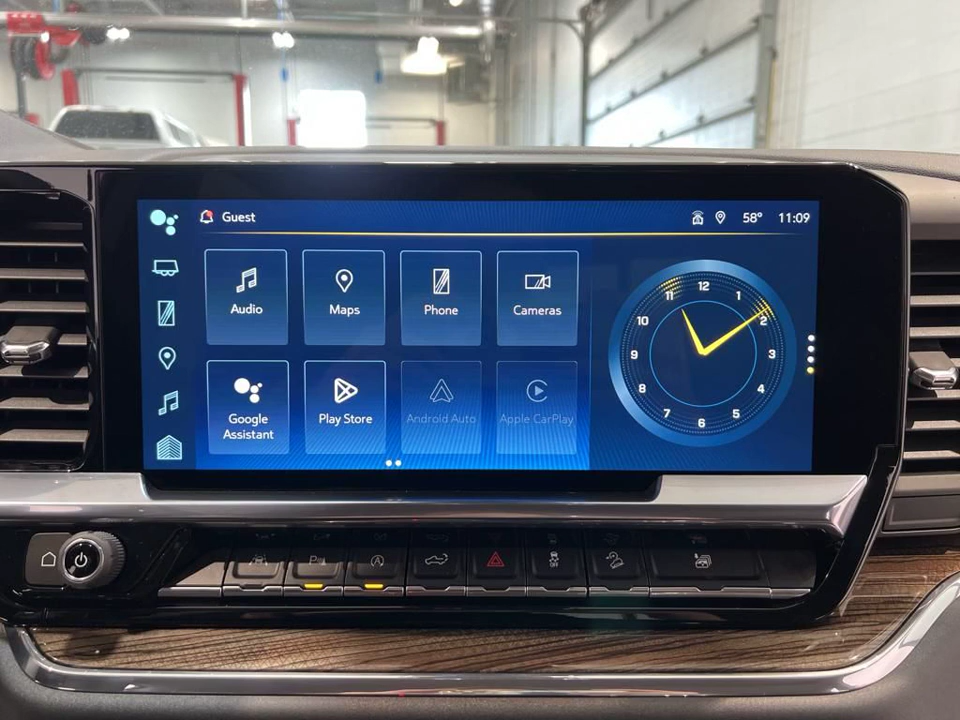 Guest
58° 11:09
Audio
Maps
Phone
Cameras
Google
Assistant
Play Store
Android Auto
Apple CarPlay
12
1
2
3
4
5
6
7
8
9
10
11
P
A
OFF